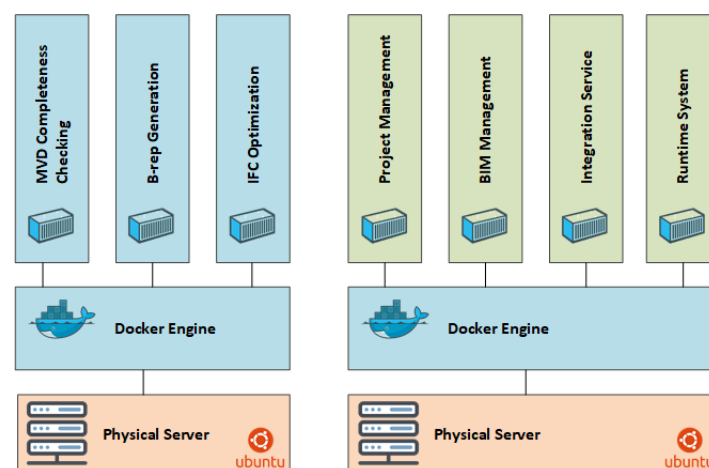 MVD Completeness
Checking
B-rep Generation
IFC Optimization
Project Management
BIM Management
Integration Service
Runtime System
Docker Engine
Docker Engine
Physical Server
ubuntu
Physical Server
ubuntu